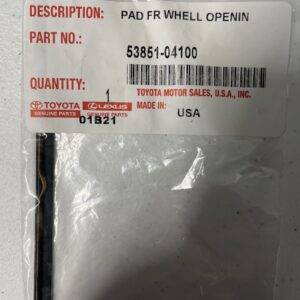 DESCRIPTION: PAD FR WHELL OPENIN
PART NO.: 53851-04100
QUANTITY: 1
TOYOTA MOTOR SALES, U.S.A., INC.
TOYOTA LEXUS MADE IN: USA
GENUINE PARTS GENUINE PARTS
01B21